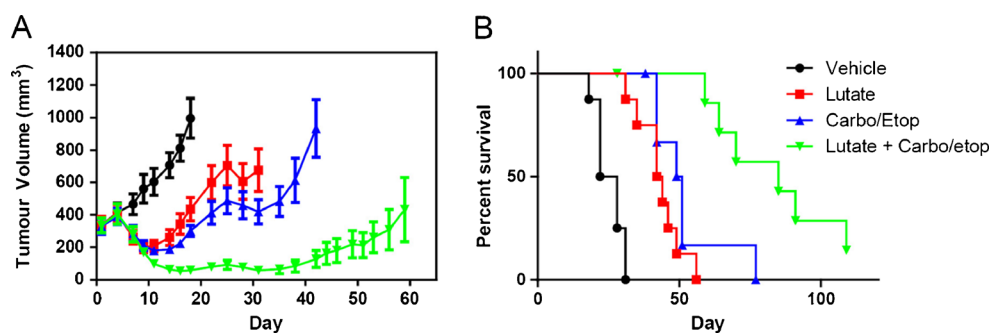 A
Tumour Volume (mm³)
1400
1200
1000
800
600
400
200
0
0
10
20
30
40
50
60
Day
B
Percent survival
100
50
0
0
50
100
Day
Vehicle
Lutate
Carbo/Etop
Lutate + Carbo/etop